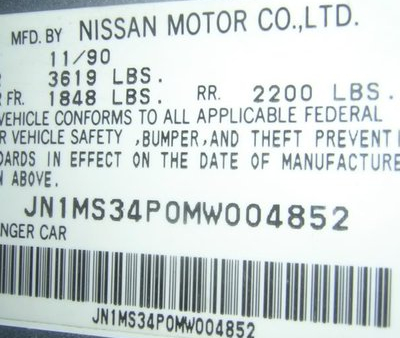 MFD. BY NISSAN MOTOR CO.,LTD.
11/90
3619 LBS.
FR. 1848 LBS. RR. 2200 LBS.
VEHICLE CONFORMS TO ALL APPLICABLE FEDERAL
R VEHICLE SAFETY ,BUMPER,AND THEFT PREVENTI
DARDS IN EFFECT ON THE DATE OF MANUFACTURE
N ABOVE.
JN1MS34P0MW004852
NGER CAR
JN1MS34P0MW004852